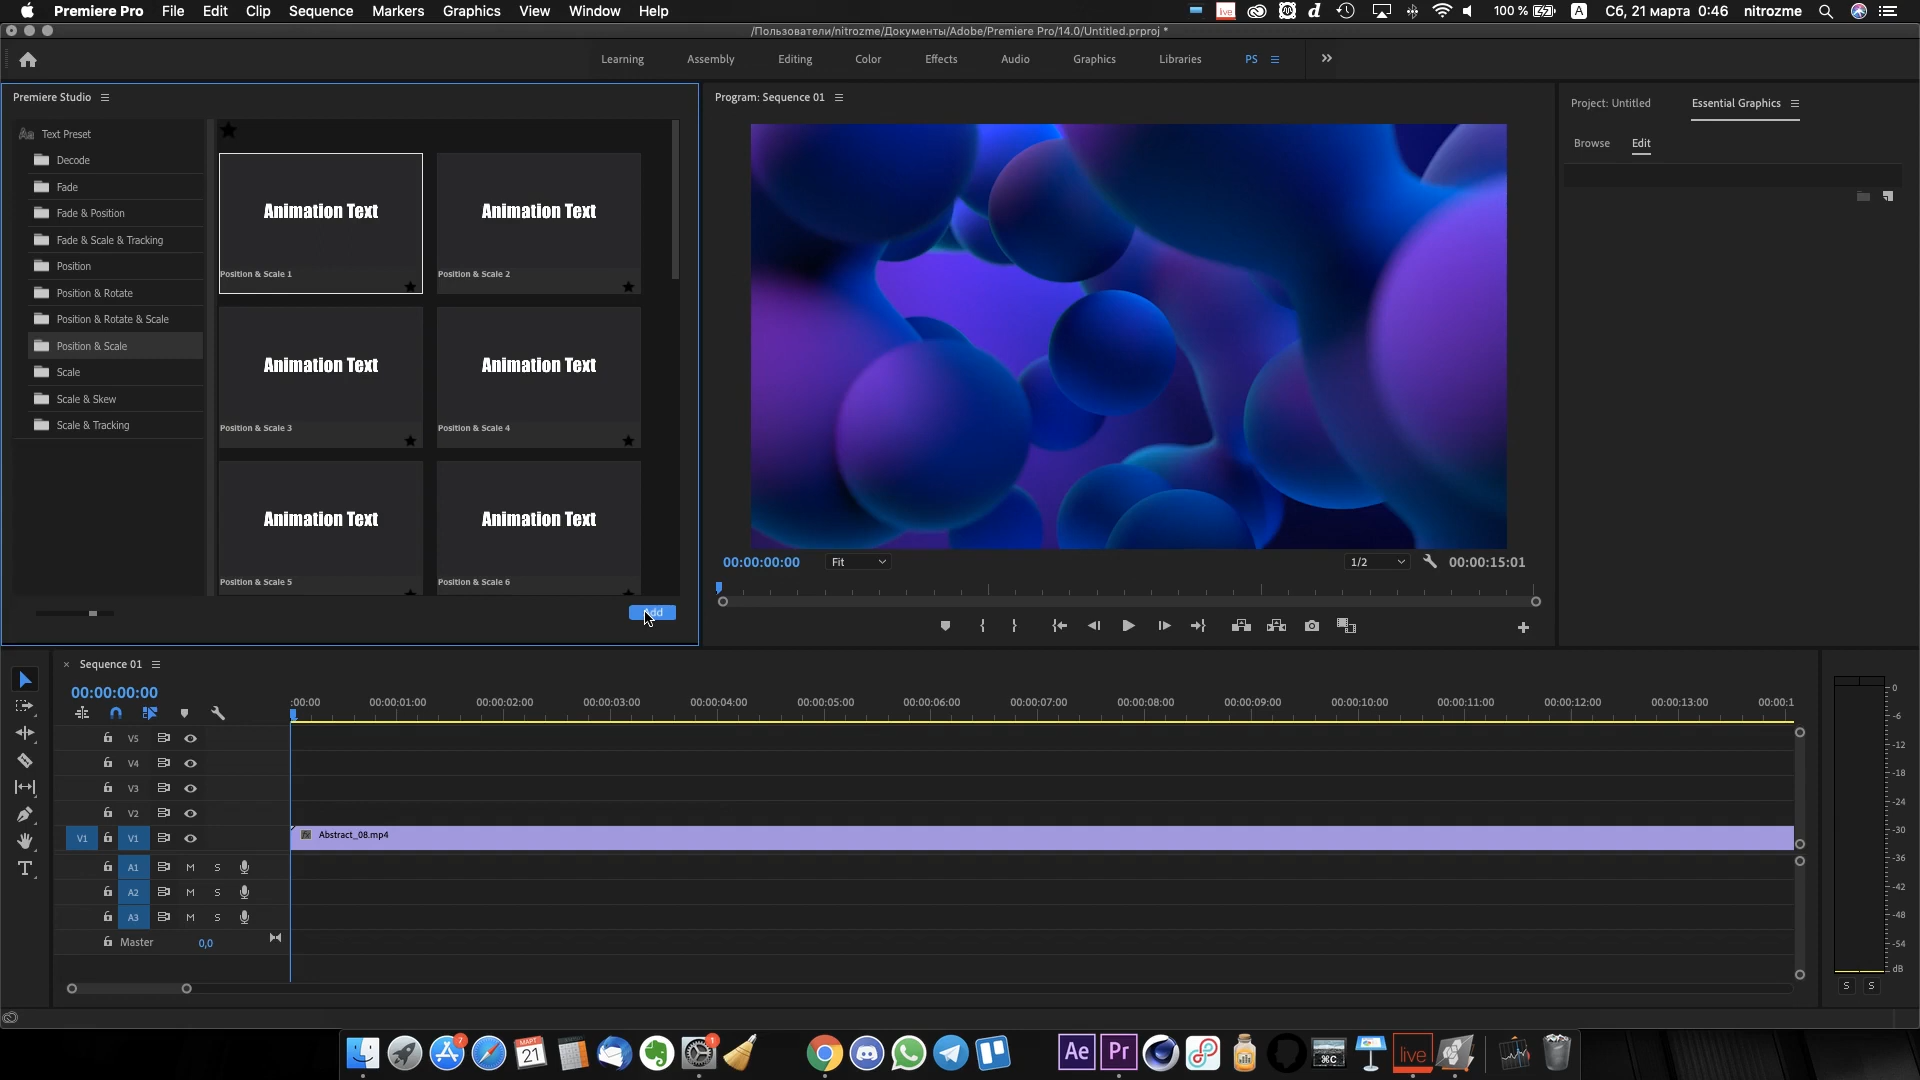 Premiere Pro File Edit Clip Sequence Markers Graphics View Window Help
live 100 % A Сб, 21 марта 0:46 nitrozme
/Пользователи/nitrozme/Документы/Adobe/Premiere Pro/14.0/Untitled.prproj *
Learning Assembly Editing Color Effects Audio Graphics Libraries PS
Premiere Studio
Text Preset
Decode
Fade
Fade & Position
Fade & Scale & Tracking
Position
Position & Rotate
Position & Rotate & Scale
Position & Scale
Scale
Scale & Skew
Scale & Tracking
Animation Text
Position & Scale 1
Animation Text
Position & Scale 2
Animation Text
Position & Scale 3
Animation Text
Position & Scale 4
Animation Text
Position & Scale 5
Animation Text
Position & Scale 6
Add
Program: Sequence 01
00:00:00:00 Fit 1/2 00:00:15:01
Project: Untitled Essential Graphics
Browse Edit
Sequence 01
00:00:00:00
:00:00 00:00:01:00 00:00:02:00 00:00:03:00 00:00:04:00 00:00:05:00 00:00:06:00 00:00:07:00 00:00:08:00 00:00:09:00 00:00:10:00 00:00:11:00 00:00:12:00 00:00:13:00 00:00:1
V5
V4
V3
V2
V1 V1 Abstract_08.mp4
A1 M S
A2 M S
A3 M S
Master 0,0
0
-6
-12
-18
-24
-30
-36
-42
-48
-54
dB
S S
7 МАРТ 21 1 Ae Pr ⌘C live